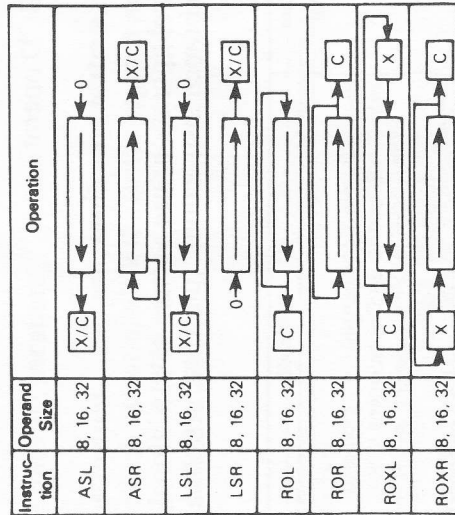 Instruc-
tion
Operand
Size
Operation
ASL
8, 16, 32
X/C
0
ASR
8, 16, 32
X/C
LSL
8, 16, 32
X/C
0
LSR
8, 16, 32
0
X/C
ROL
8, 16, 32
C
ROR
8, 16, 32
C
ROXL
8, 16, 32
C
X
ROXR
8, 16, 32
X
C